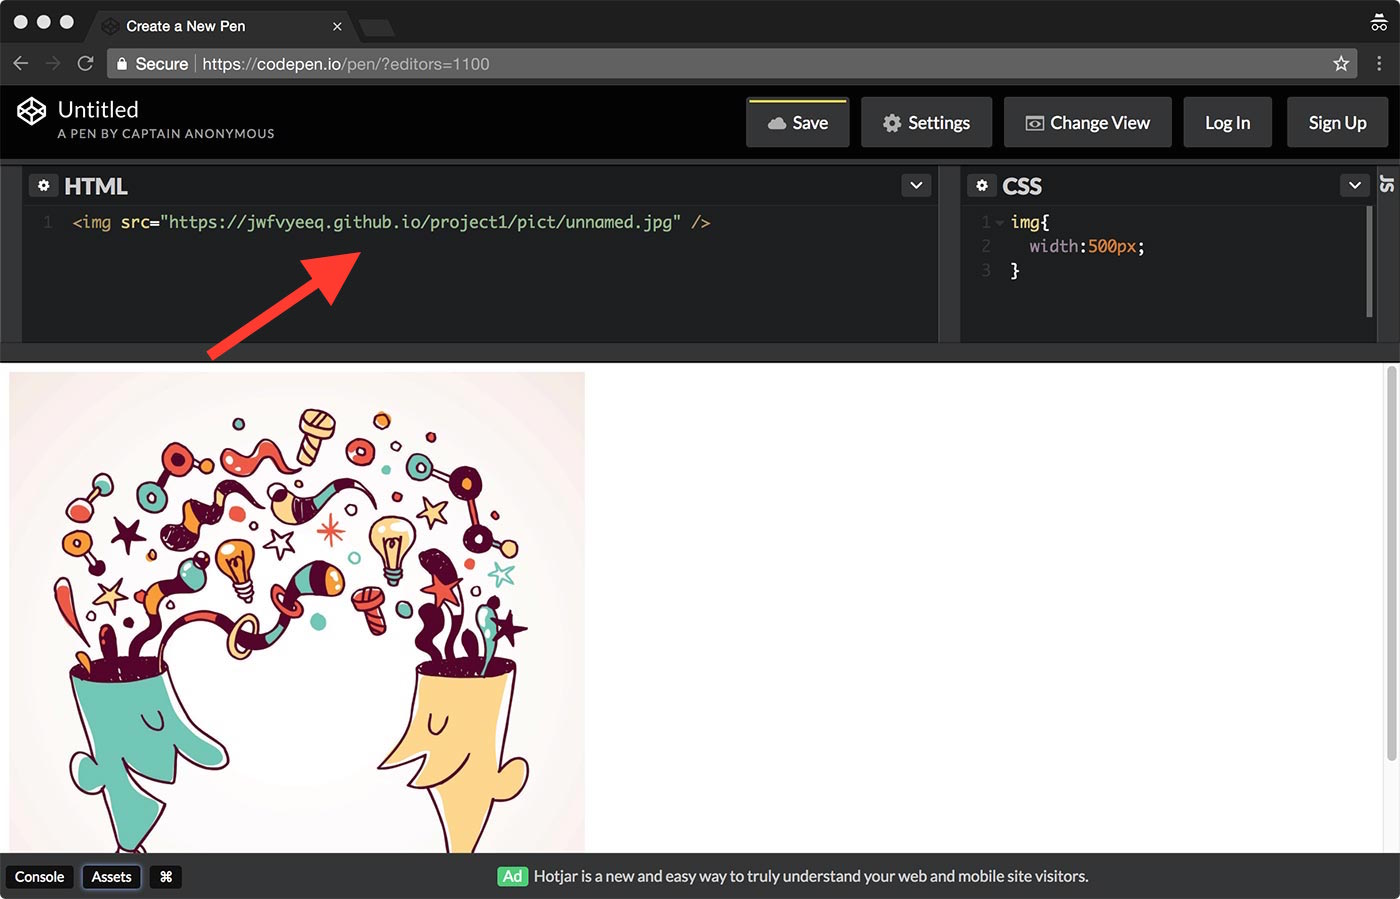 Create a New Pen
Secure https://codepen.io/pen/?editors=1100
Untitled
A PEN BY CAPTAIN ANONYMOUS
Save
Settings
Change View
Log In
Sign Up
HTML
1 <img src="https://jwfvyeeq.github.io/project1/pict/unnamed.jpg" />
CSS
1 img{
2 width:500px;
3 }
JS
Console
Assets
⌘
Ad Hotjar is a new and easy way to truly understand your web and mobile site visitors.